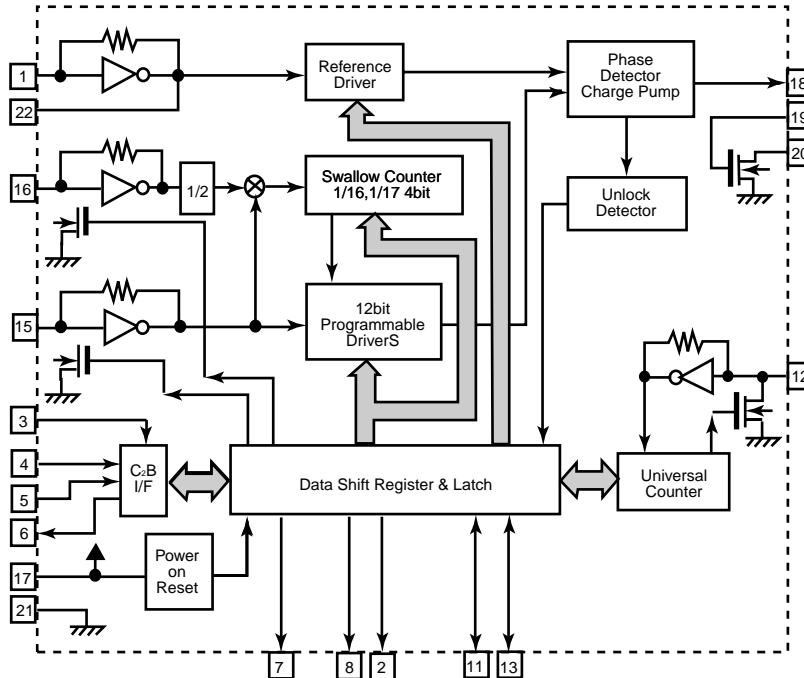 1
22
Reference
Driver
Phase
Detector
Charge Pump
18
19
20
16
1/2
Swallow Counter
1/16,1/17 4bit
Unlock
Detector
15
12bit
Programmable
DriverS
12
3
4
5
6
C2B
I/F
Data Shift Register & Latch
Universal
Counter
17
Power
on
Reset
21
7
8
2
11
13